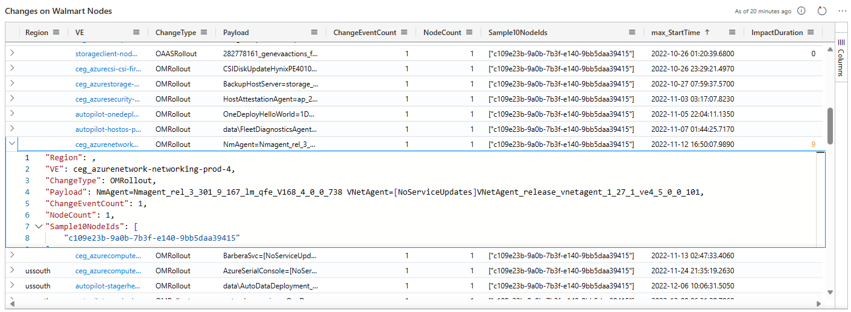 Changes on Walmart Nodes
As of 20 minutes ago
Region VE ChangeType Payload ChangeEventCount NodeCount Sample10NodeIds max_StartTime ImpactDuration
storageclient-nod... OAASRollout 282778161_genevaactions_f... 1 1 ["c109e23b-9a0b-7b3f-e140-9bb5daa39415"] 2022-10-26 01:20:39.6800 0
ceg_azurecsi-csi-fir... OMRollout CSIDiskUpdateHynixPE4010... 1 1 ["c109e23b-9a0b-7b3f-e140-9bb5daa39415"] 2022-10-26 23:29:21.4970
ceg_azurestorage-... OMRollout BackupHostServer=storage_... 1 1 ["c109e23b-9a0b-7b3f-e140-9bb5daa39415"] 2022-10-27 07:59:37.5700
ceg_azuresecurity-... OMRollout HostAttestationAgent=ap_2... 1 1 ["c109e23b-9a0b-7b3f-e140-9bb5daa39415"] 2022-11-03 03:17:07.8230
autopilot-onedepl... OMRollout OneDeployHelloWorld=1D... 1 1 ["c109e23b-9a0b-7b3f-e140-9bb5daa39415"] 2022-11-05 22:04:11.1350
autopilot-hostos-p... OMRollout data\FleetDiagnosticsAgen... 1 1 ["c109e23b-9a0b-7b3f-e140-9bb5daa39415"] 2022-11-07 01:44:25.7170
ceg_azurenetwork... OMRollout NmAgent=Nmagent_rel_3_... 1 1 ["c109e23b-9a0b-7b3f-e140-9bb5daa39415"] 2022-11-12 16:50:07.9890 9
1 "Region": ,
2 "VE": ceg_azurenetwork-networking-prod-4,
3 "ChangeType": OMRollout,
4 "Payload": NmAgent=Nmagent_rel_3_301_9_167_lm_qfe_V168_4_0_0_738 VNetAgent=[NoServiceUpdates]VNetAgent_release_vnetagent_1_27_1_ve4_5_0_0_101,
5 "ChangeEventCount": 1,
6 "NodeCount": 1,
7 "Sample10NodeIds": [
8 "c109e23b-9a0b-7b3f-e140-9bb5daa39415"
ceg_azurecompute... OMRollout BarberaSvc=[NoServiceUpd... 1 1 ["c109e23b-9a0b-7b3f-e140-9bb5daa39415"] 2022-11-13 02:47:33.4060
ussouth ceg_azurecompute... OMRollout AzureSerialConsole=[NoSer... 1 1 ["c109e23b-9a0b-7b3f-e140-9bb5daa39415"] 2022-11-24 21:35:19.2630
ussouth autopilot-stagerhe... OMRollout data\AutoDataDeployment_... 1 1 ["c109e23b-9a0b-7b3f-e140-9bb5daa39415"] 2022-12-06 10:06:31.5050
Columns